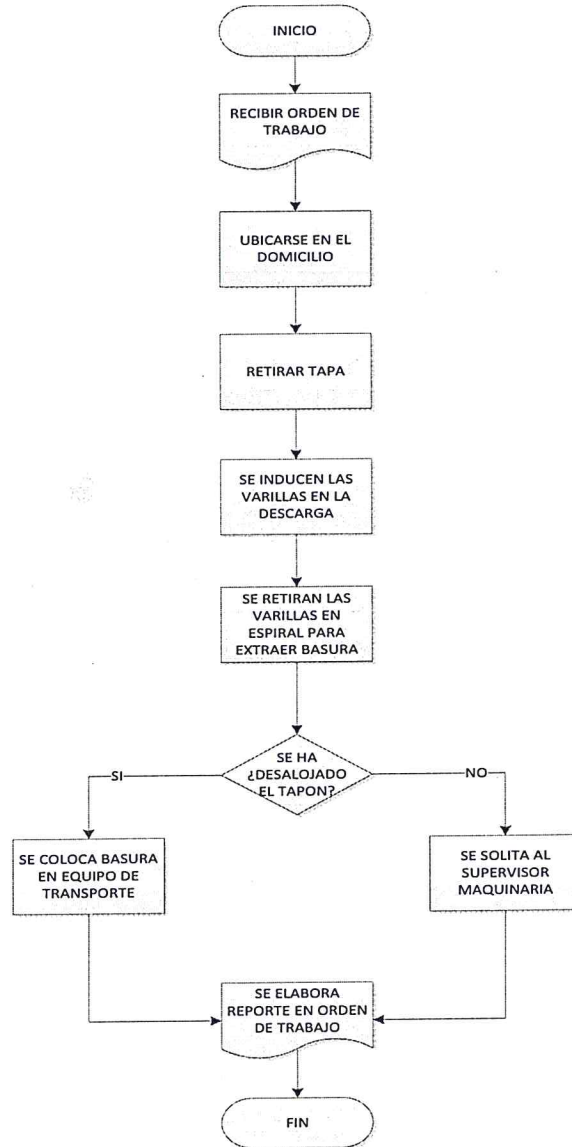 INICIO
RECIBIR ORDEN DE
TRABAJO
UBICARSE EN EL
DOMICILIO
RETIRAR TAPA
SE INDUCEN LAS
VARILLAS EN LA
DESCARGA
SE RETIRAN LAS
VARILLAS EN
ESPIRAL PARA
EXTRAER BASURA
SE HA
¿DESALOJADO
EL TAPON?
SI
NO
SE COLOCA BASURA
EN EQUIPO DE
TRANSPORTE
SE SOLITA AL
SUPERVISOR
MAQUINARIA
SE ELABORA
REPORTE EN ORDEN
DE TRABAJO
FIN